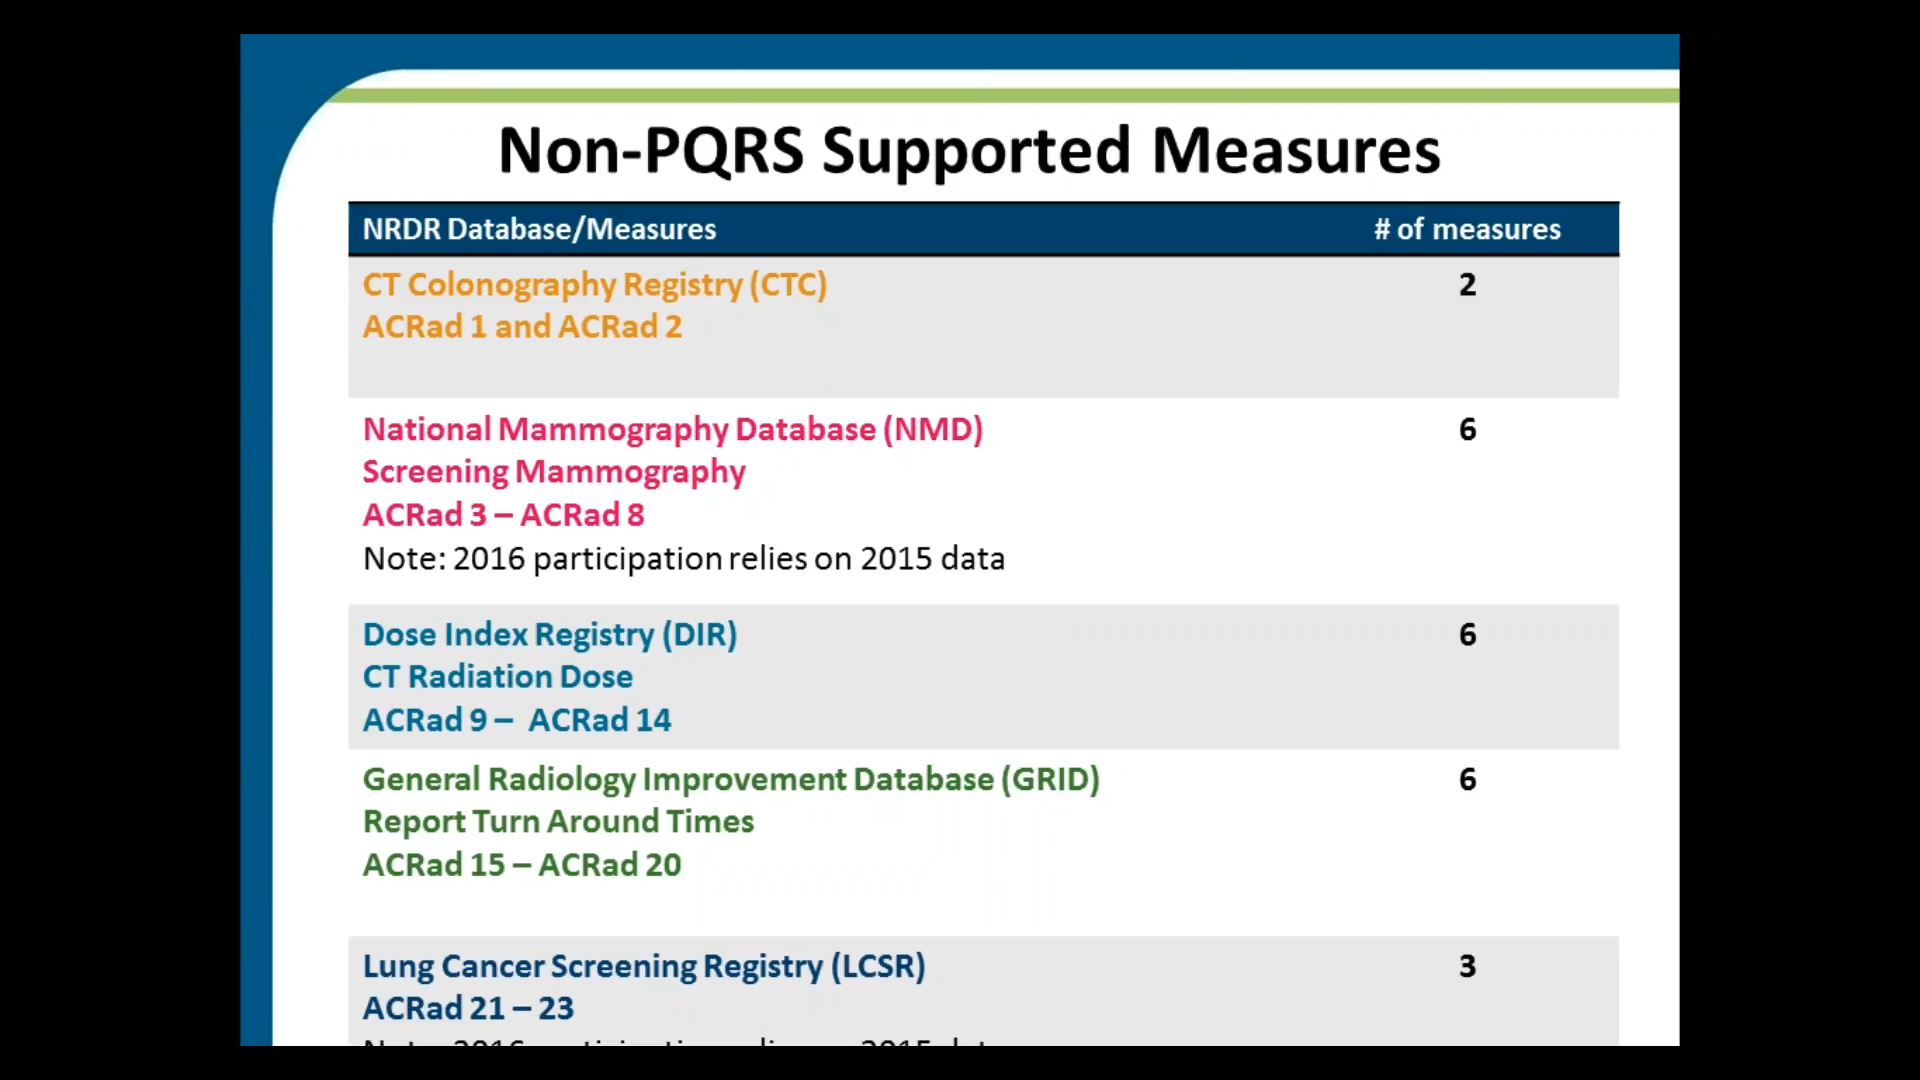 Non-PQRS Supported Measures
NRDR Database/Measures # of measures
CT Colonography Registry (CTC) 2
ACRad 1 and ACRad 2
National Mammography Database (NMD) 6
Screening Mammography
ACRad 3 – ACRad 8
Note: 2016 participation relies on 2015 data
Dose Index Registry (DIR) 6
CT Radiation Dose
ACRad 9 – ACRad 14
General Radiology Improvement Database (GRID) 6
Report Turn Around Times
ACRad 15 – ACRad 20
Lung Cancer Screening Registry (LCSR) 3
ACRad 21 – 23